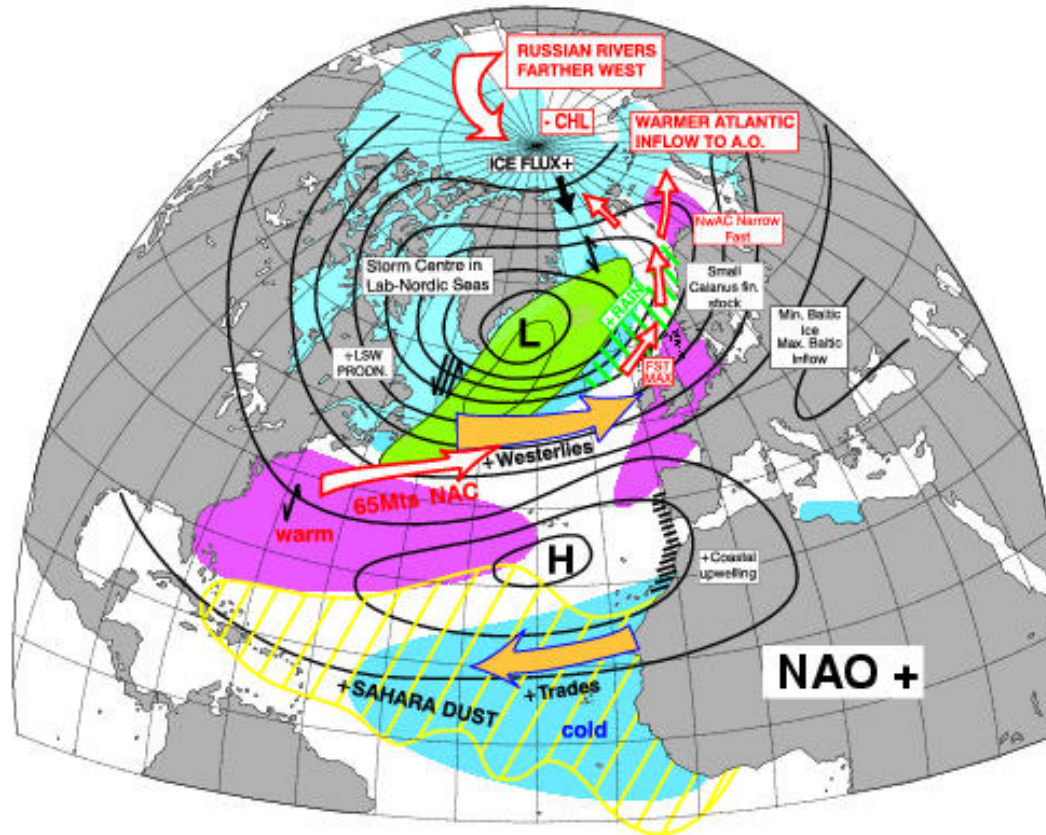 RUSSIAN RIVERS
FARTHER WEST
- CHL
WARMER ATLANTIC
INFLOW TO A.O.
ICE FLUX+
NwAC Narrow
Fast
Storm Centre in
Lab-Nordic Seas
Small
Calanus fin.
stock
+RAIN
Min. Baltic
Ice
Max. Baltic
Inflow
L
+LSW
PRODN.
FST
MAX
+Westerlies
65Mts NAC
warm
H
+Coastal
upwelling
NAO +
+SAHARA DUST
+Trades
cold